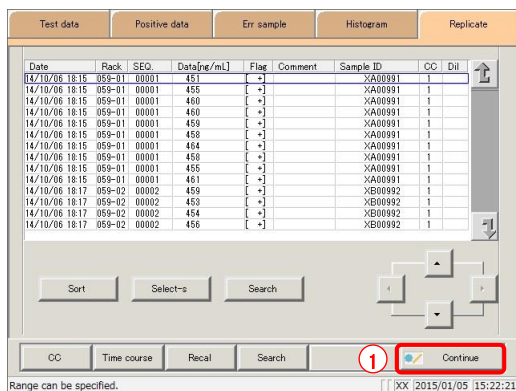 Test data Positive data Err sample Histogram Replicate
Date Rack SEQ. Data[ng/mL] Flag Comment Sample ID CC Dil
14/10/06 18:15 059-01 00001 451 [ +] XA00991 1
14/10/06 18:15 059-01 00001 455 [ +] XA00991 1
14/10/06 18:15 059-01 00001 460 [ +] XA00991 1
14/10/06 18:15 059-01 00001 460 [ +] XA00991 1
14/10/06 18:15 059-01 00001 459 [ +] XA00991 1
14/10/06 18:15 059-01 00001 458 [ +] XA00991 1
14/10/06 18:15 059-01 00001 464 [ +] XA00991 1
14/10/06 18:15 059-01 00001 458 [ +] XA00991 1
14/10/06 18:15 059-01 00001 455 [ +] XA00991 1
14/10/06 18:15 059-01 00001 461 [ +] XA00991 1
14/10/06 18:17 059-02 00002 459 [ +] XB00992 1
14/10/06 18:17 059-02 00002 453 [ +] XB00992 1
14/10/06 18:17 059-02 00002 454 [ +] XB00992 1
14/10/06 18:17 059-02 00002 456 [ +] XB00992 1
Sort Select-s Search
CC Time course Recal Search 1 Continue
Range can be specified. [ [ XX 2015/01/05 15:22:21